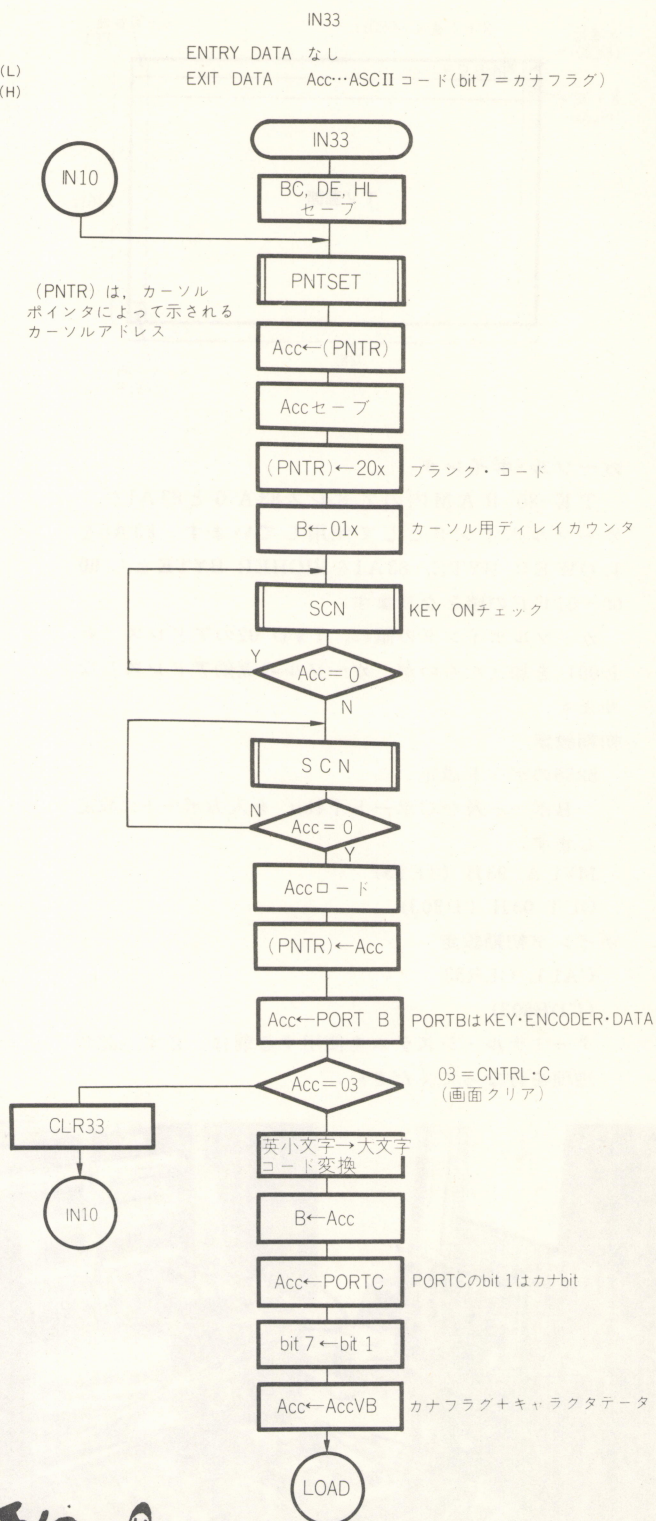 IN33
ENTRY DATA なし
EXIT DATA Acc…ASCIIコード(bit7=カナフラグ)
(L)
(H)
IN33
IN10
BC, DE, HL
セーブ
PNTSET
(PNTR)は,カーソル
ポインタによって示される
カーソルアドレス
Acc←(PNTR)
Accセーブ
(PNTR)←20x ブランク・コード
B←01x カーソル用ディレイカウンタ
SCN KEY ONチェック
Y
Acc=0
N
SCN
N
Acc=0
Y
Accロード
(PNTR)←Acc
Acc←PORT B PORTBはKEY・ENCODER・DATA
Acc=03 03=CNTRL・C
(画面クリア)
CLR33
英小文字→大文字
コード変換
IN10
B←Acc
Acc←PORTC PORTCのbit 1はカナbit
bit 7←bit 1
Acc←AccVB カナフラグ+キャラクタデータ
LOAD